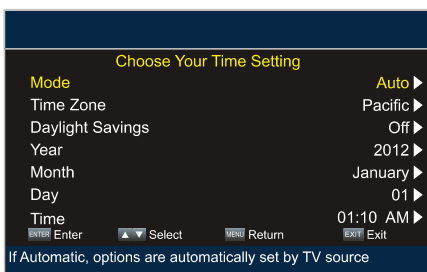 Choose Your Time Setting
Mode Auto
Time Zone Pacific
Daylight Savings Off
Year 2012
Month January
Day 01
Time 01:10 AM
ENTER Enter ▲ ▼ Select MENU Return EXIT Exit
If Automatic, options are automatically set by TV source